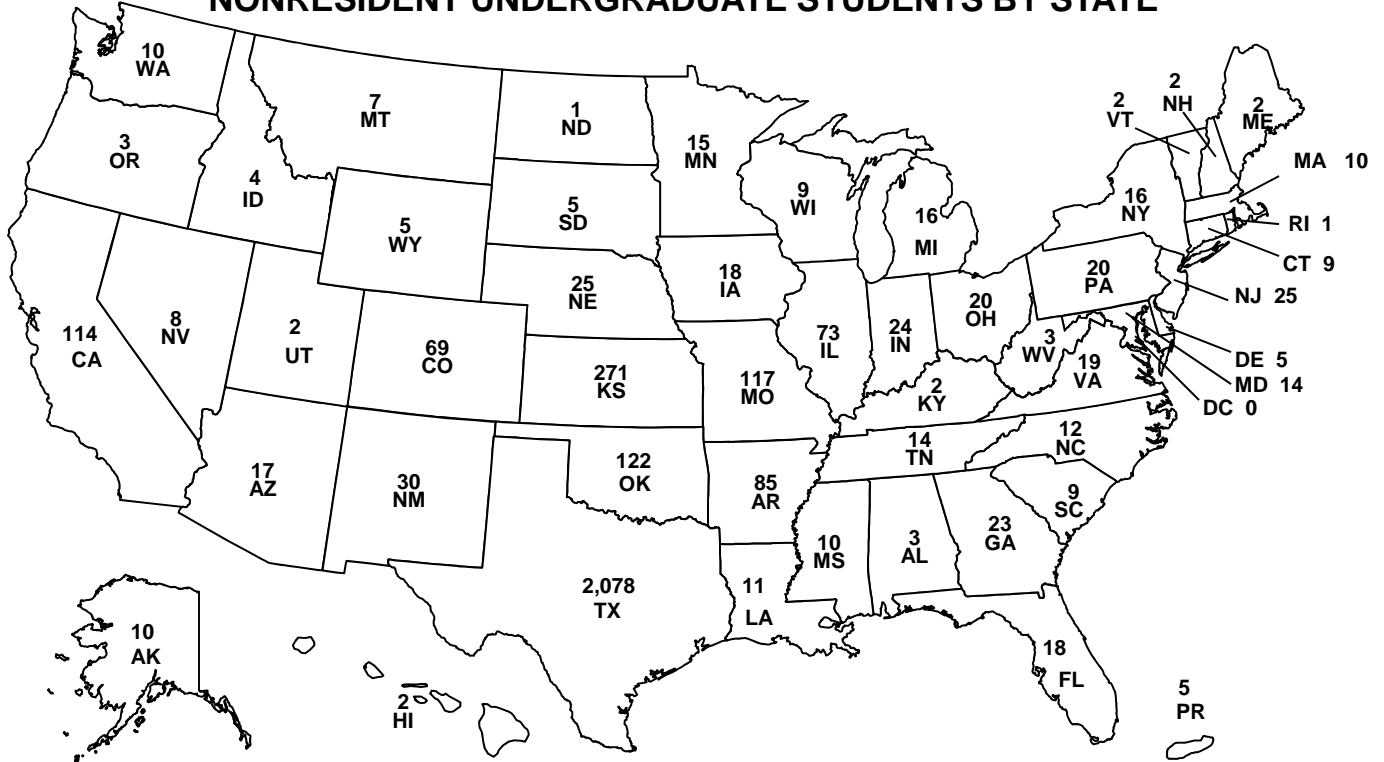 NONRESIDENT UNDERGRADUATE STUDENTS BY STATE
10
WA
7
MT
1
ND
15
MN
2
VT
2
NH
2
ME
3
OR
4
ID
MA 10
5
WY
5
SD
9
WI
16
MI
16
NY
RI 1
CT 9
18
IA
20
PA
25
NE
NJ 25
114
CA
8
NV
2
UT
69
CO
73
IL
24
IN
20
OH
3
WV
19
VA
DE 5
MD 14
DC 0
271
KS
117
MO
2
KY
12
NC
14
TN
17
AZ
30
NM
122
OK
85
AR
9
SC
10
MS
3
AL
23
GA
2,078
TX
11
LA
10
AK
18
FL
2
HI
5
PR